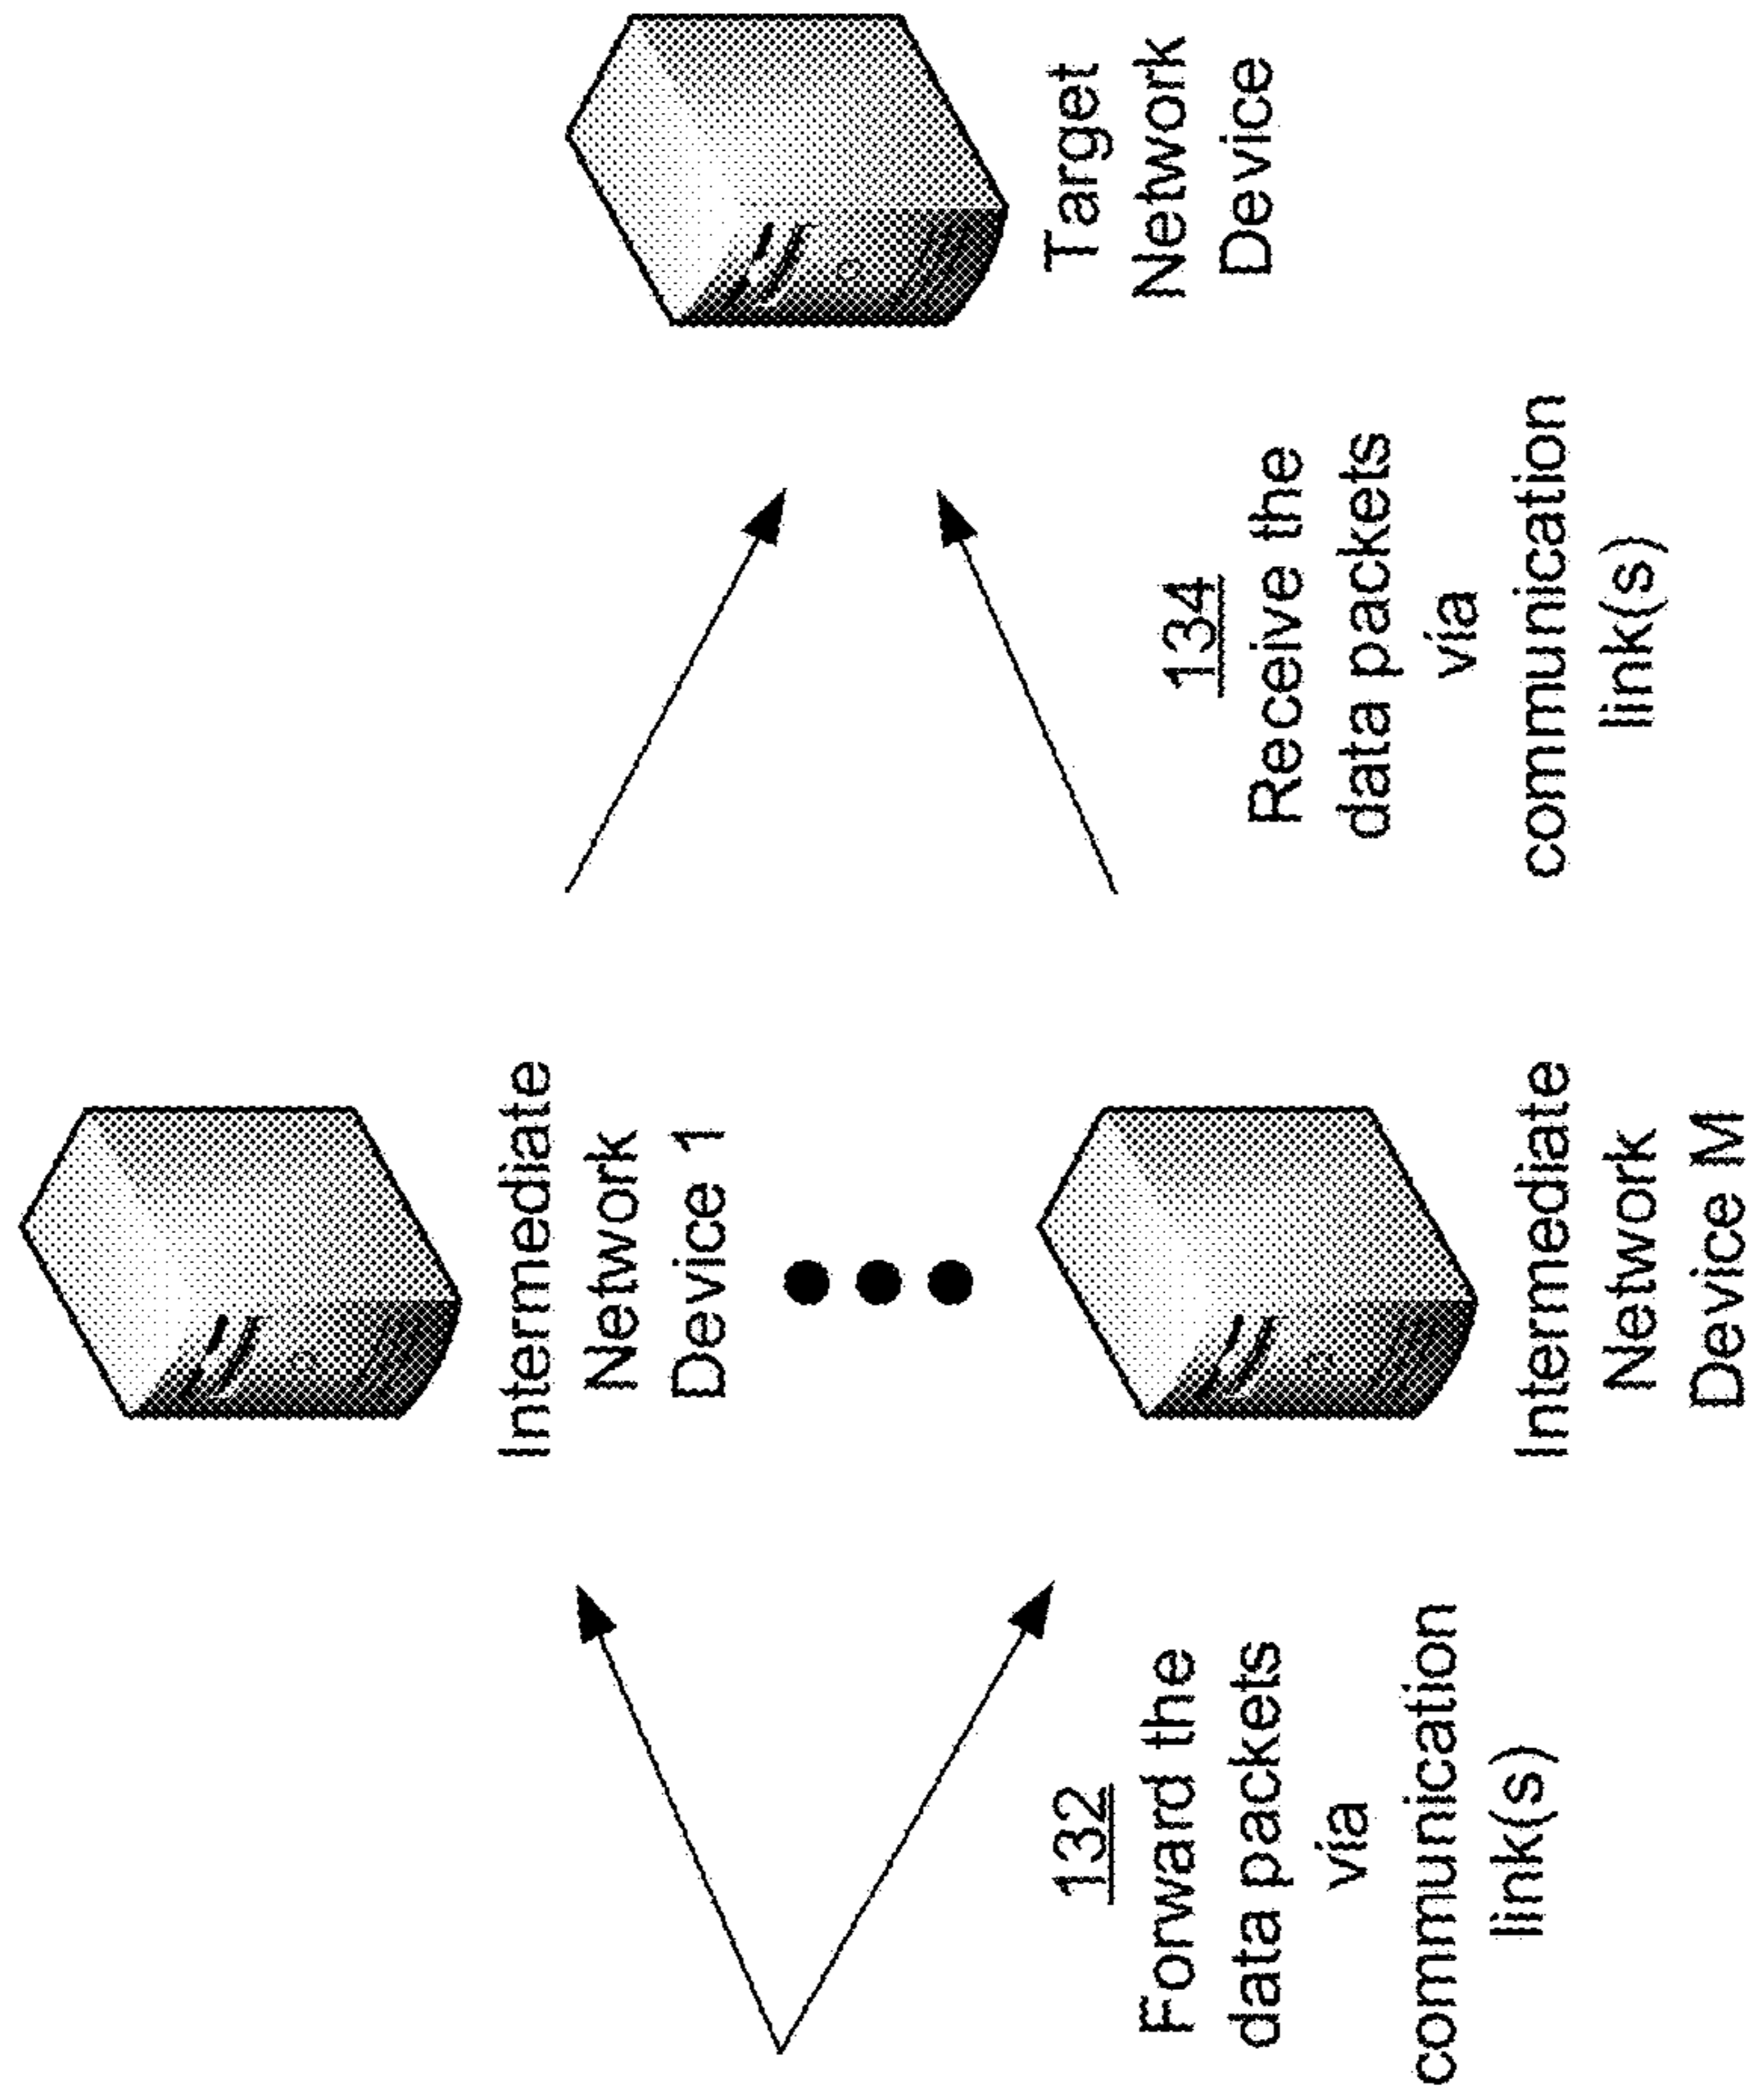 Intermediate
Network
Device 1
Intermediate
Network
Device M
Target
Network
Device
132
Forward the
data packets
via
communication
link(s)
134
Receive the
data packets
via
communication
link(s)